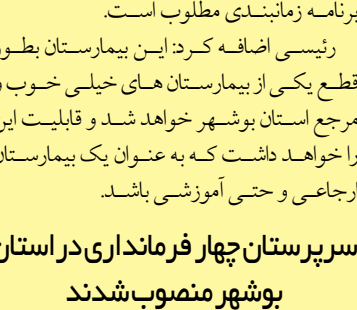 برنامه زمانبندی مطلوب است.
رئیسی اضافه کرد: این بیمارستان بطور
قطع یکی از بیمارستان های خیلی خوب و
مرجع استان بوشهر خواهد شد و قابلیت این
را خواهد داشت که به عنوان یک بیمارستان
ارجاعی و حتی آموزشی باشد.
سرپرستان چهار فرمانداری در استان
بوشهر منصوب شدند